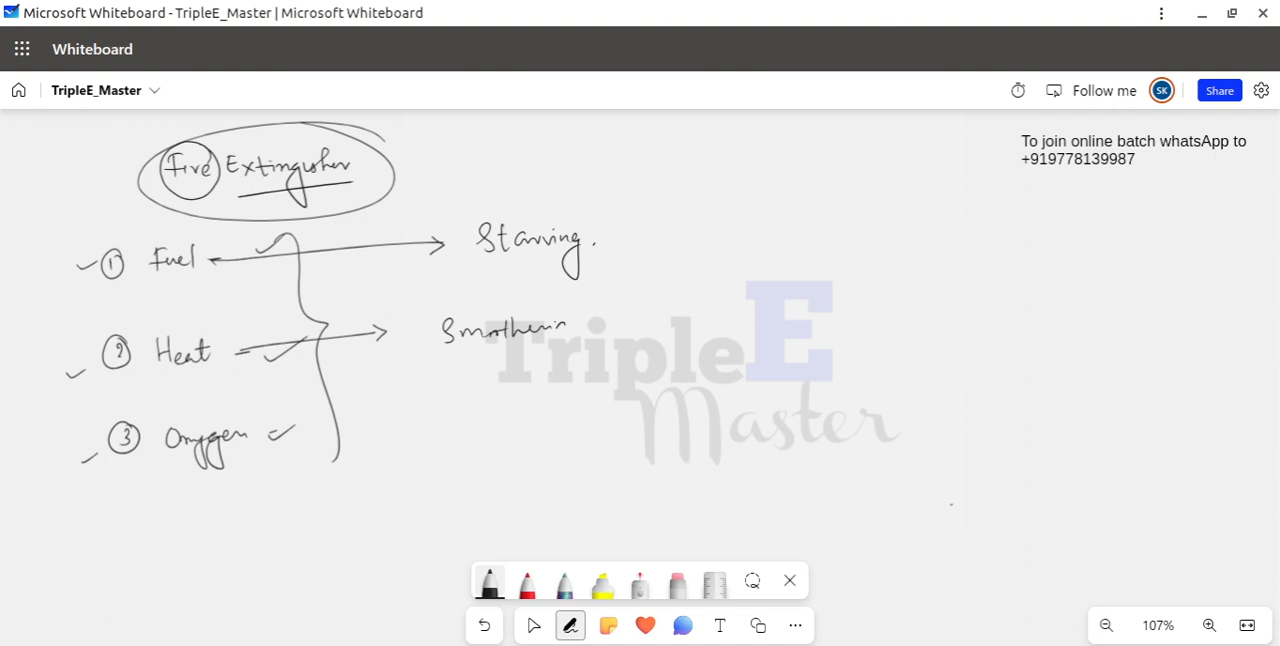 Microsoft Whiteboard - TripleE_Master | Microsoft Whiteboard
Whiteboard
TripleE_Master
Follow me
SK
Share
To join online batch whatsApp to
+919778139987
Fire Extinguisher
① Fuel
Starving.
② Heat
Smotherin
③ Oxygen
TripleE
Master
T
107%